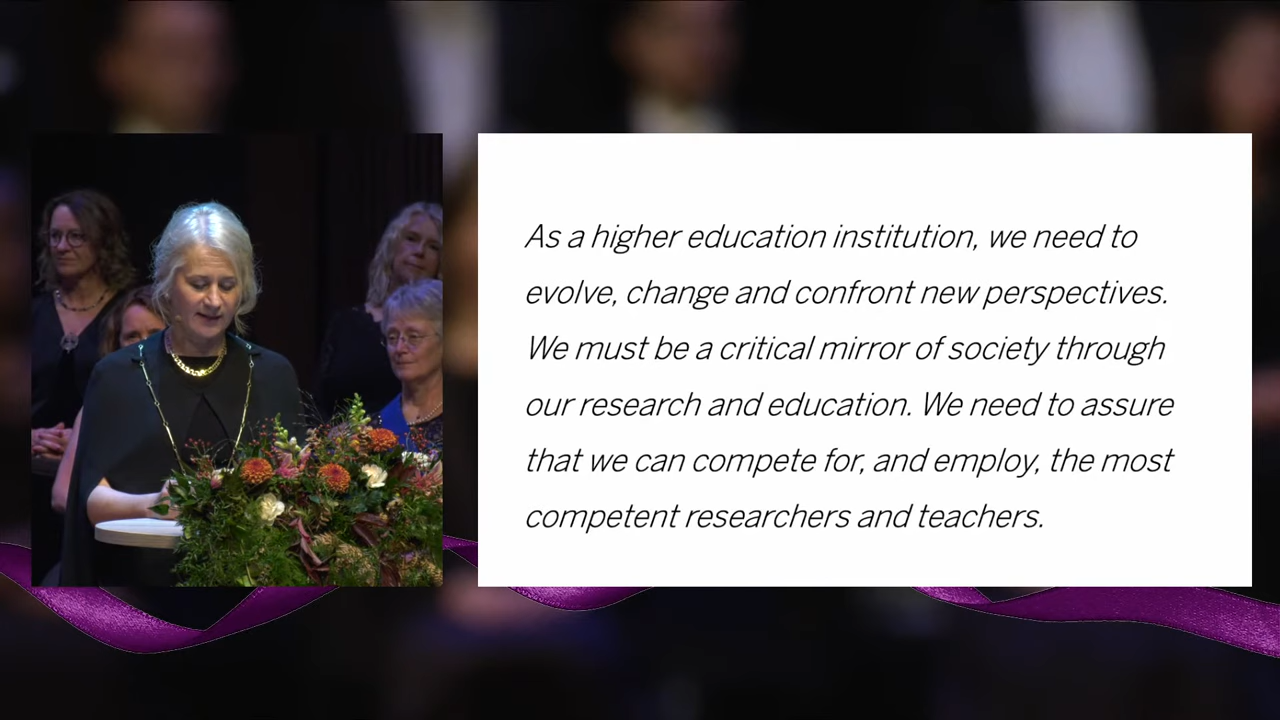 As a higher education institution, we need to
evolve, change and confront new perspectives.
We must be a critical mirror of society through
our research and education. We need to assure
that we can compete for, and employ, the most
competent researchers and teachers.